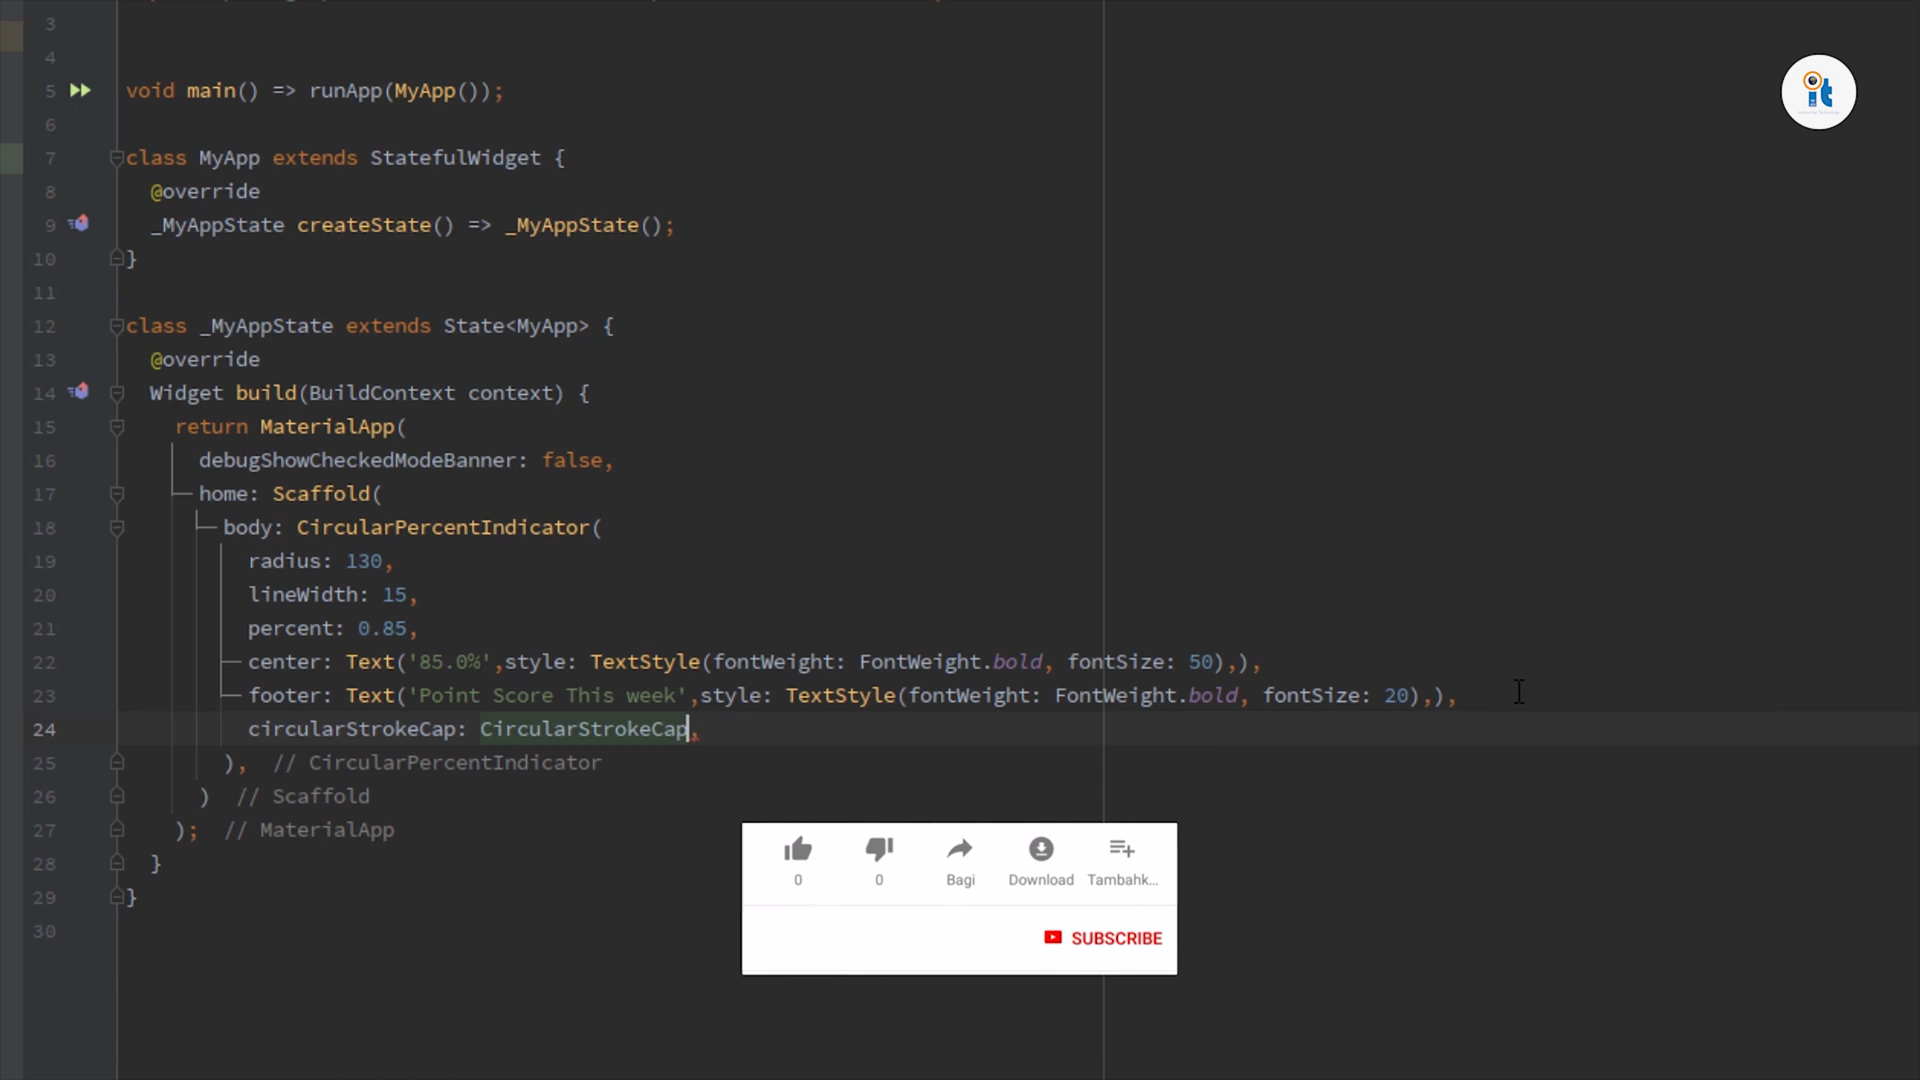 3
4
5 void main() => runApp(MyApp());
6
7 class MyApp extends StatefulWidget {
8 @override
9 _MyAppState createState() => _MyAppState();
10 }
11
12 class _MyAppState extends State<MyApp> {
13 @override
14 Widget build(BuildContext context) {
15 return MaterialApp(
16 debugShowCheckedModeBanner: false,
17 home: Scaffold(
18 body: CircularPercentIndicator(
19 radius: 130,
20 lineWidth: 15,
21 percent: 0.85,
22 center: Text('85.0%',style: TextStyle(fontWeight: FontWeight.bold, fontSize: 50),),
23 footer: Text('Point Score This week',style: TextStyle(fontWeight: FontWeight.bold, fontSize: 20),),
24 circularStrokeCap: CircularStrokeCap,
25 ), // CircularPercentIndicator
26 ) // Scaffold
27 ); // MaterialApp
28 }
29 }
30
it
0 0 Bagi Download Tambahk...
SUBSCRIBE